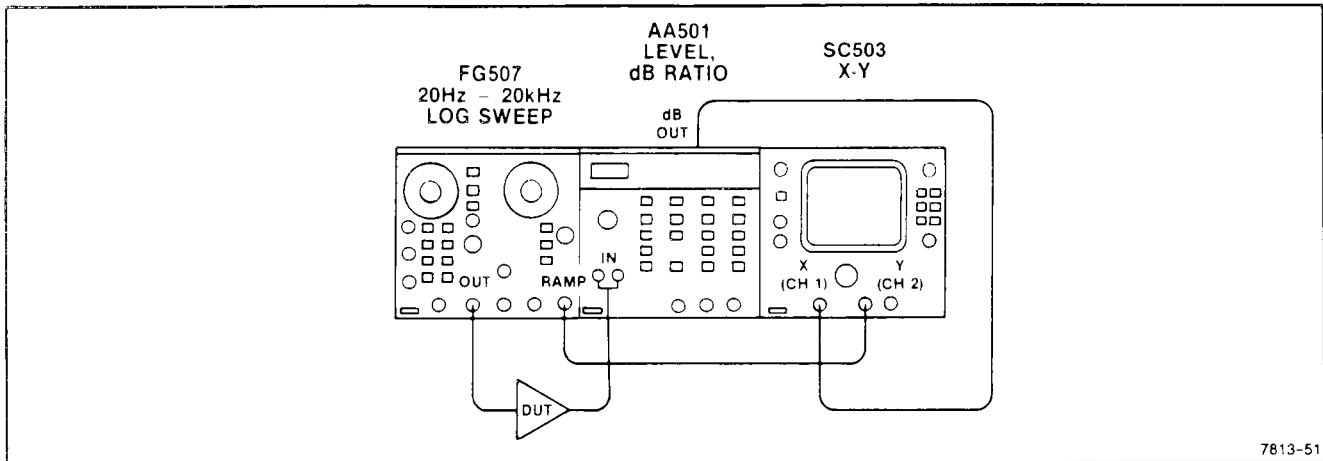 FG507
20Hz – 20kHz
LOG SWEEP
AA501
LEVEL,
dB RATIO
SC503
X-Y
dB
OUT
OUT
RAMP
IN
X
(CH 1)
Y
(CH 2)
DUT
7813-51